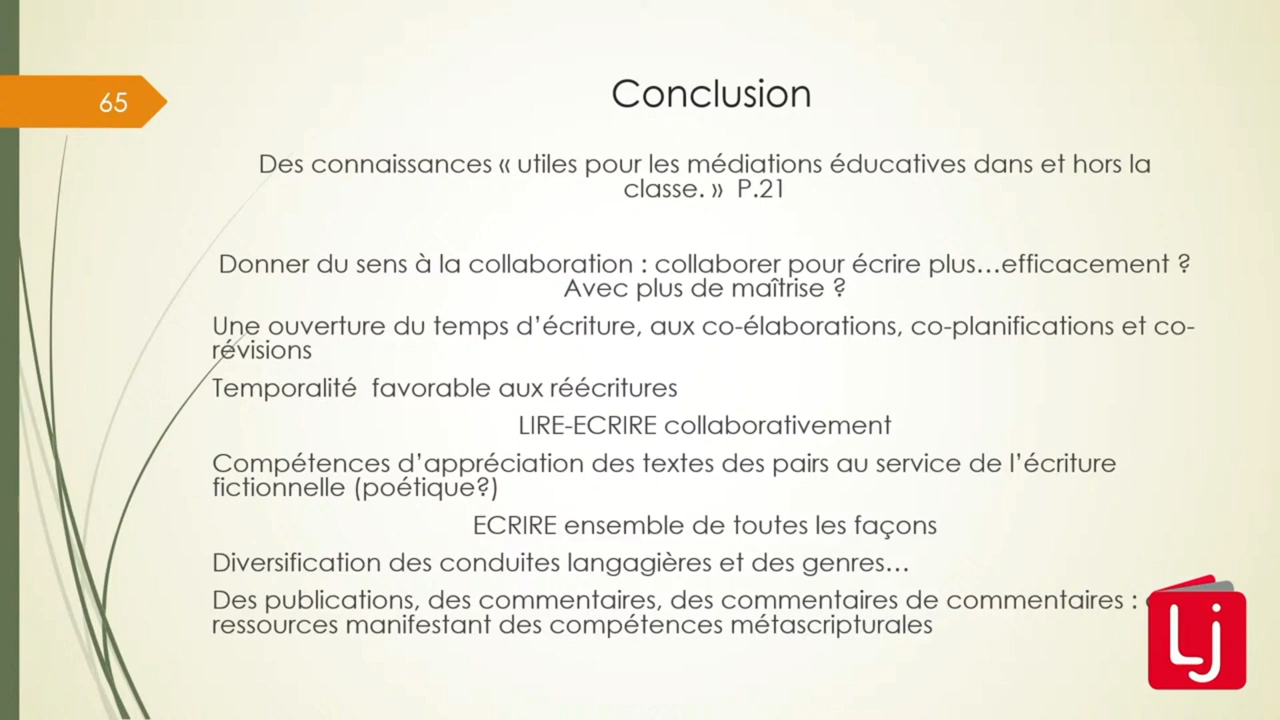 65
Conclusion
Des connaissances « utiles pour les médiations éducatives dans et hors la
classe. »  P.21
Donner du sens à la collaboration : collaborer pour écrire plus…efficacement ?
Avec plus de maîtrise ?
Une ouverture du temps d’écriture, aux co-élaborations, co-planifications et co-
révisions
Temporalité  favorable aux réécritures
LIRE-ECRIRE collaborativement
Compétences d’appréciation des textes des pairs au service de l’écriture
fictionnelle (poétique?)
ECRIRE ensemble de toutes les façons
Diversification des conduites langagières et des genres…
Des publications, des commentaires, des commentaires de commentaires :
ressources manifestant des compétences métascripturales
Lj